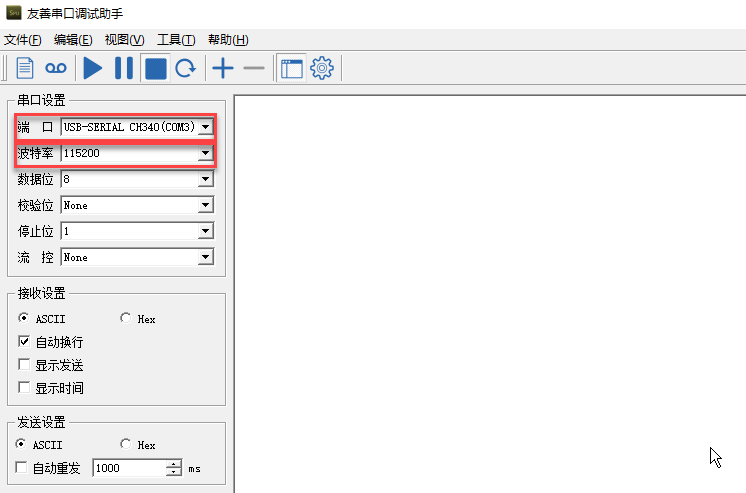 友善串口调试助手
文件(F) 编辑(E) 视图(V) 工具(T) 帮助(H)
串口设置
端 口 USB-SERIAL CH340(COM3)
波特率 115200
数据位 8
校验位 None
停止位 1
流 控 None
接收设置
ASCII Hex
自动换行
显示发送
显示时间
发送设置
ASCII Hex
自动重发 1000 ms